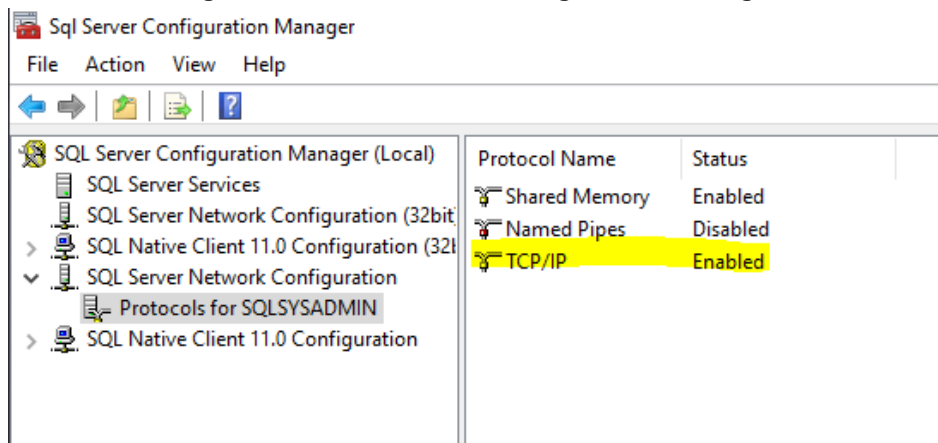 Sql Server Configuration Manager
File Action View Help
SQL Server Configuration Manager (Local)
SQL Server Services
SQL Server Network Configuration (32bit
SQL Native Client 11.0 Configuration (32b
SQL Server Network Configuration
Protocols for SQLSYSADMIN
SQL Native Client 11.0 Configuration
Protocol Name Status
Shared Memory Enabled
Named Pipes Disabled
TCP/IP Enabled